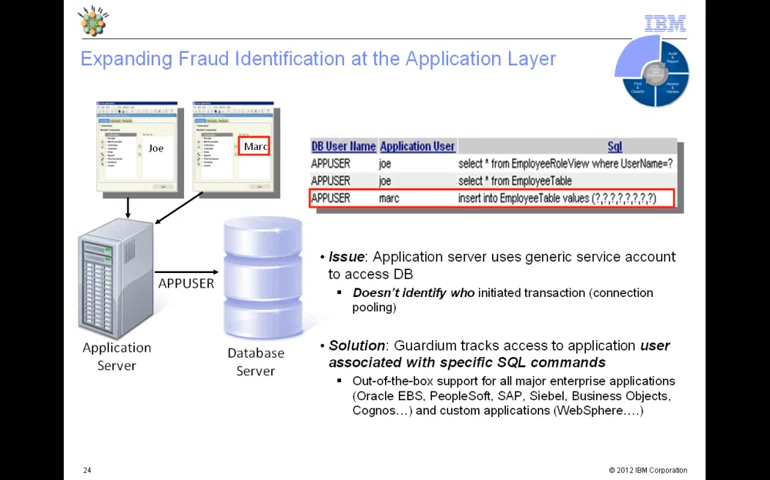 IBM
Expanding Fraud Identification at the Application Layer
Joe
Marc
DB User Name Application User Sql
APPUSER joe select * from EmployeeRoleView where UserName=?
APPUSER joe select * from EmployeeTable
APPUSER marc insert into EmployeeTable values (?,?,?,?,?,?,?,?)
APPUSER
Application
Server
Database
Server
• Issue: Application server uses generic service account
to access DB
▪ Doesn't identify who initiated transaction (connection
pooling)
• Solution: Guardium tracks access to application user
associated with specific SQL commands
▪ Out-of-the-box support for all major enterprise applications
(Oracle EBS, PeopleSoft, SAP, Siebel, Business Objects,
Cognos…) and custom applications (WebSphere….)
24
© 2012 IBM Corporation